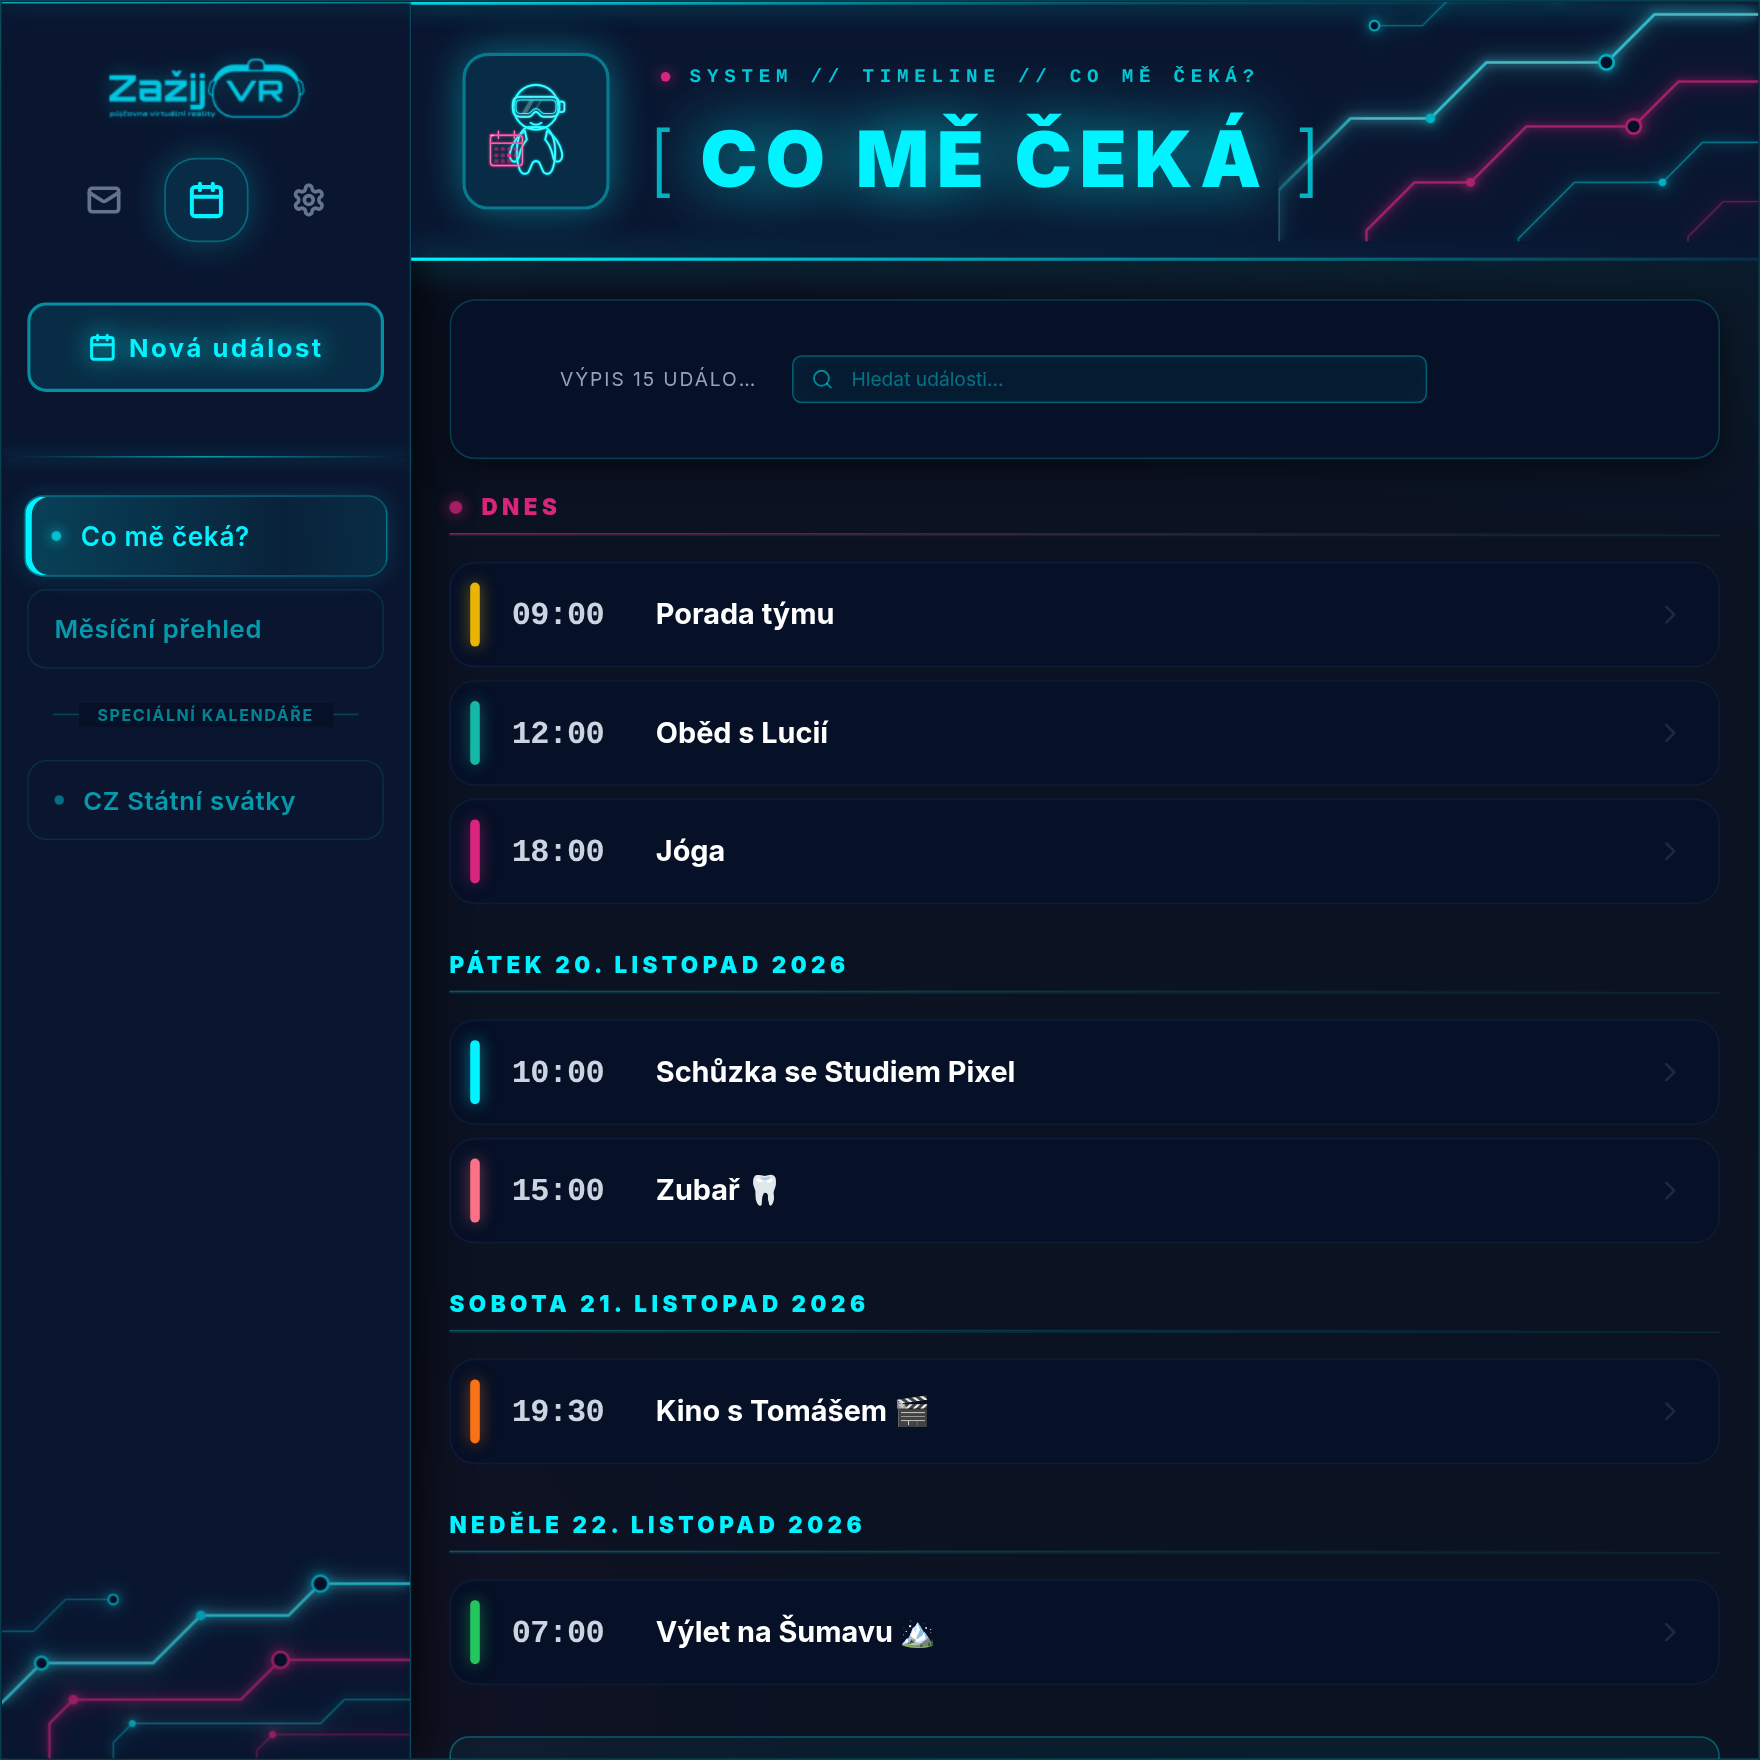 Zažij VR
půjčovna virtuální reality
Nová událost
Co mě čeká?
Měsíční přehled
SPECIÁLNÍ KALENDÁŘE
CZ Státní svátky
SYSTEM // TIMELINE // CO MĚ ČEKÁ?
[ CO MĚ ČEKÁ ]
VÝPIS 15 UDÁLO...
Hledat události...
DNES
09:00 Porada týmu
12:00 Oběd s Lucií
18:00 Jóga
PÁTEK 20. LISTOPAD 2026
10:00 Schůzka se Studiem Pixel
15:00 Zubař 🦷
SOBOTA 21. LISTOPAD 2026
19:30 Kino s Tomášem 🎬
NEDĚLE 22. LISTOPAD 2026
07:00 Výlet na Šumavu 🏔️